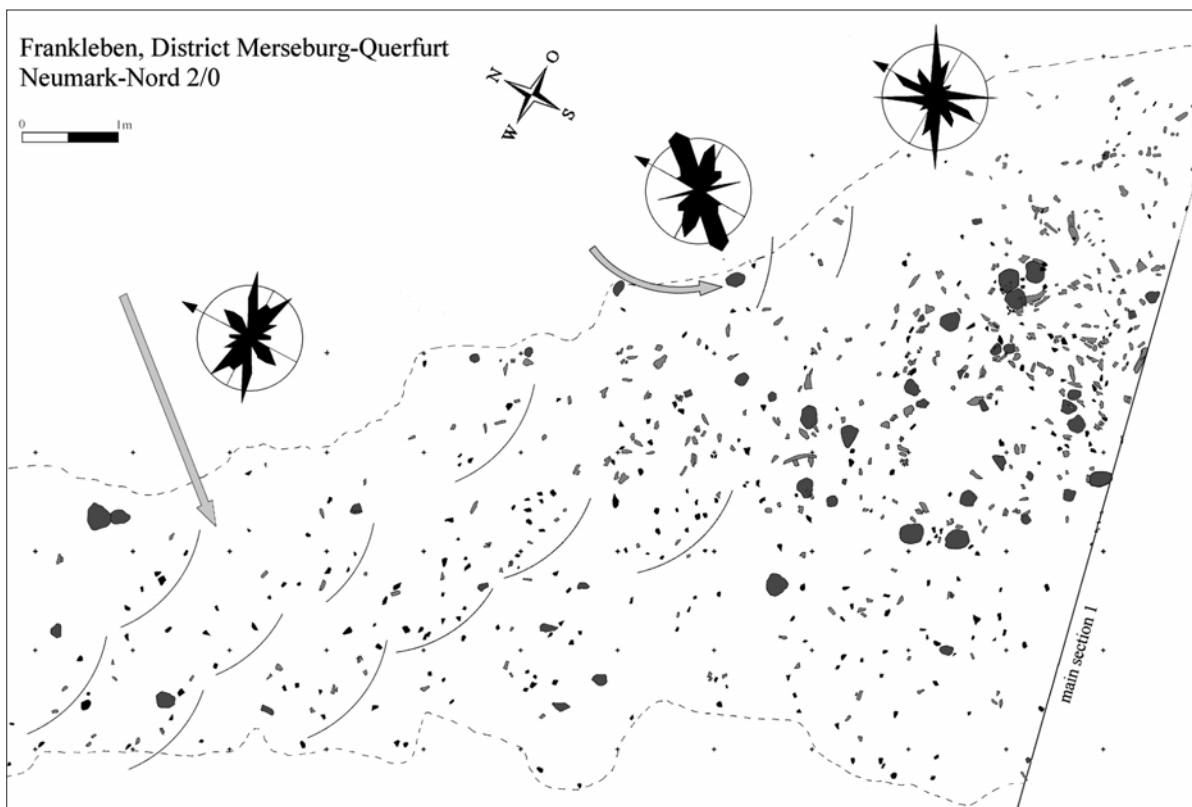 Frankleben, District Merseburg-Querfurt
Neumark-Nord 2/0
0 1m
N O
W S
main section 1